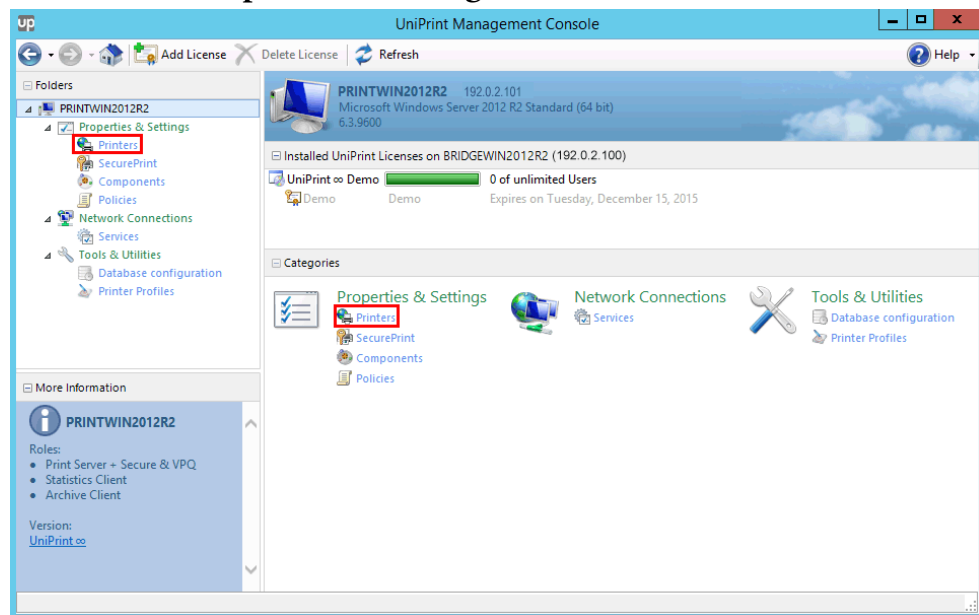 up
UniPrint Management Console
Add License
Delete License
Refresh
Help
Folders
PRINTWIN2012R2
Properties & Settings
Printers
SecurePrint
Components
Policies
Network Connections
Services
Tools & Utilities
Database configuration
Printer Profiles
More Information
PRINTWIN2012R2
Roles:
• Print Server + Secure & VPQ
• Statistics Client
• Archive Client
Version:
UniPrint ∞
PRINTWIN2012R2 192.0.2.101
Microsoft Windows Server 2012 R2 Standard (64 bit)
6.3.9600
Installed UniPrint Licenses on BRIDGEWIN2012R2 (192.0.2.100)
UniPrint ∞ Demo 0 of unlimited Users
Demo Demo Expires on Tuesday, December 15, 2015
Categories
Properties & Settings
Printers
SecurePrint
Components
Policies
Network Connections
Services
Tools & Utilities
Database configuration
Printer Profiles